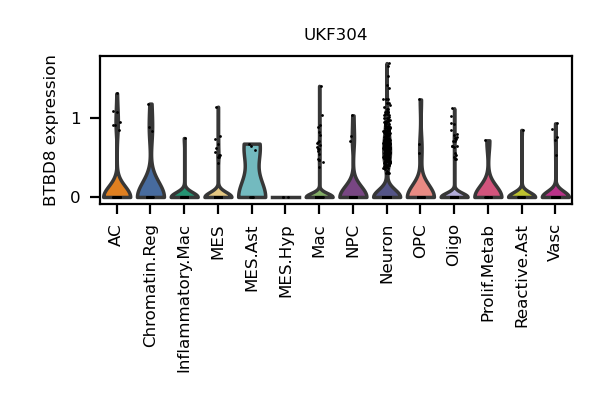 UKF304
BTBD8 expression
1
0
AC
Chromatin.Reg
Inflammatory.Mac
MES
MES.Ast
MES.Hyp
Mac
NPC
Neuron
OPC
Oligo
Prolif.Metab
Reactive.Ast
Vasc